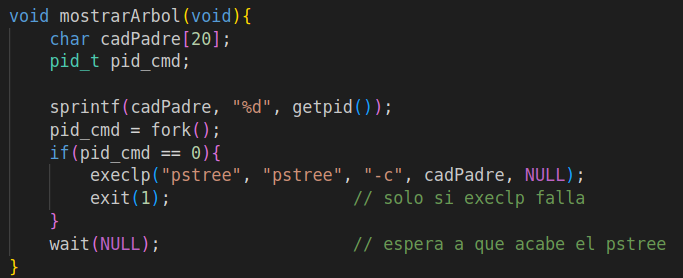 void mostrarArbol(void){
    char cadPadre[20];
    pid_t pid_cmd;

    sprintf(cadPadre, "%d", getpid());
    pid_cmd = fork();
    if(pid_cmd == 0){
        execlp("pstree", "pstree", "-c", cadPadre, NULL);
        exit(1);                  // solo si execlp falla
    }
    wait(NULL);                   // espera a que acabe el pstree
}